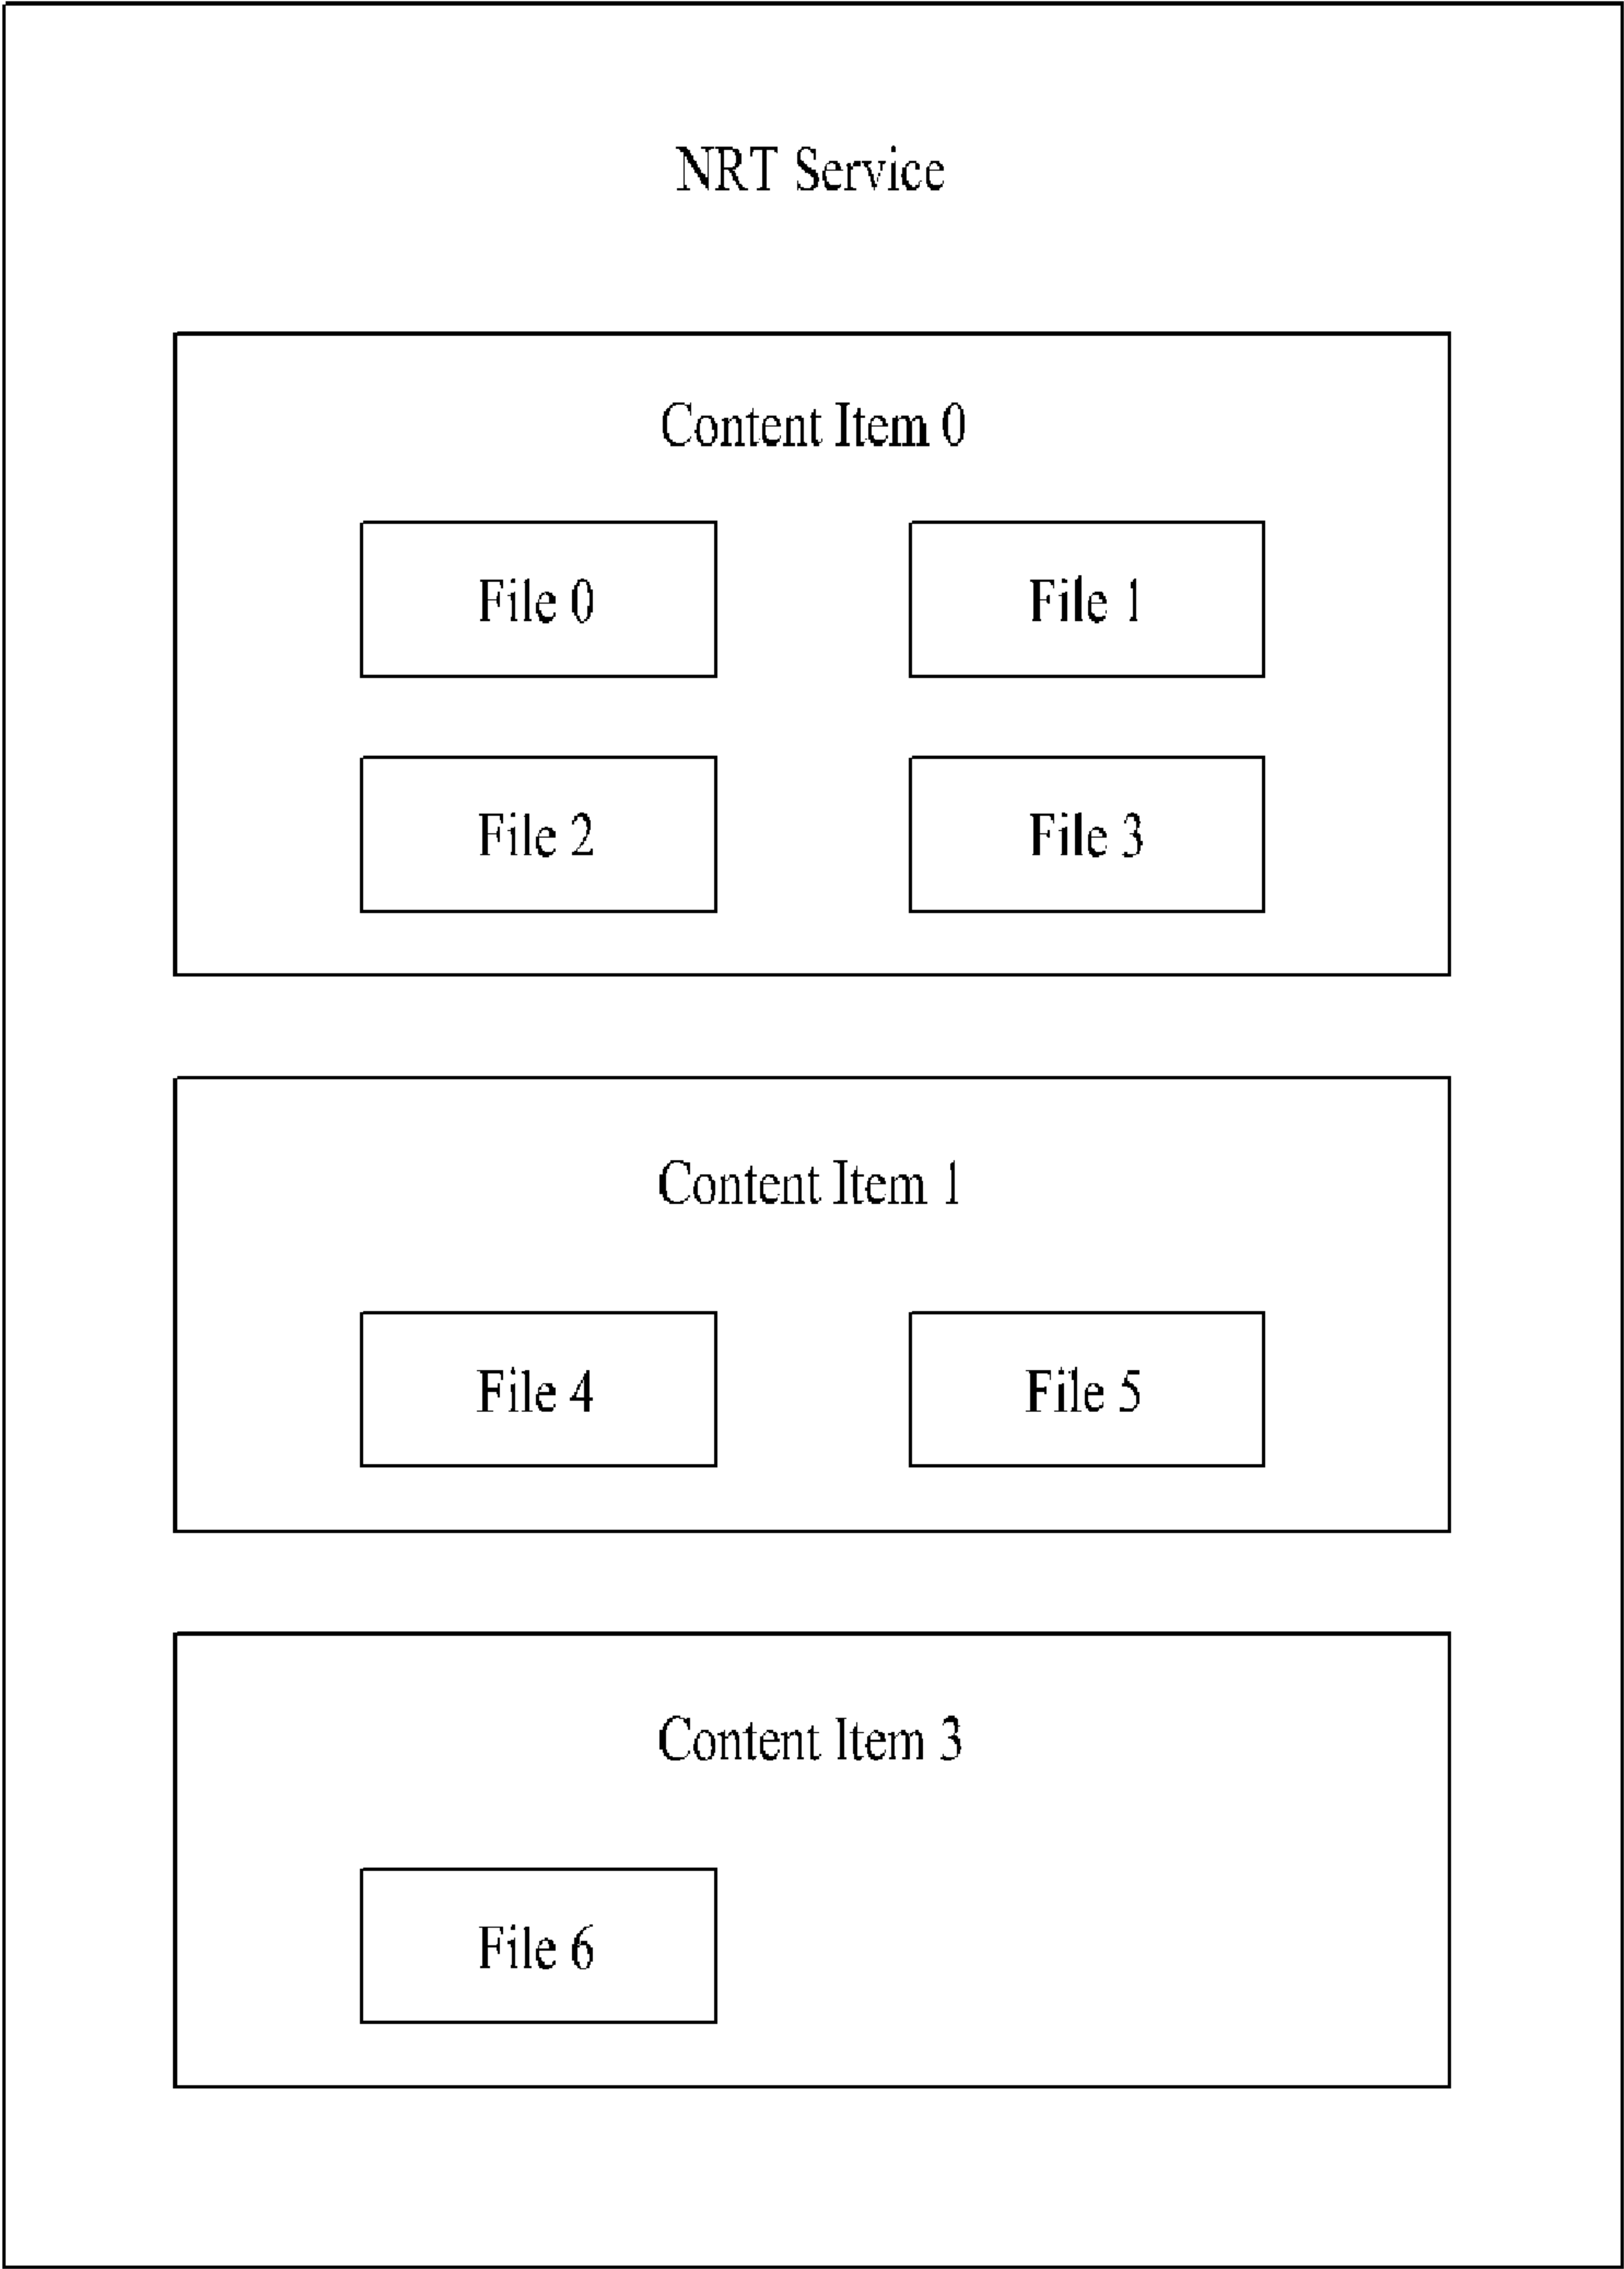 NRT Service
Content Item 0
File 0
File 1
File 2
File 3
Content Item 1
File 4
File 5
Content Item 3
File 6